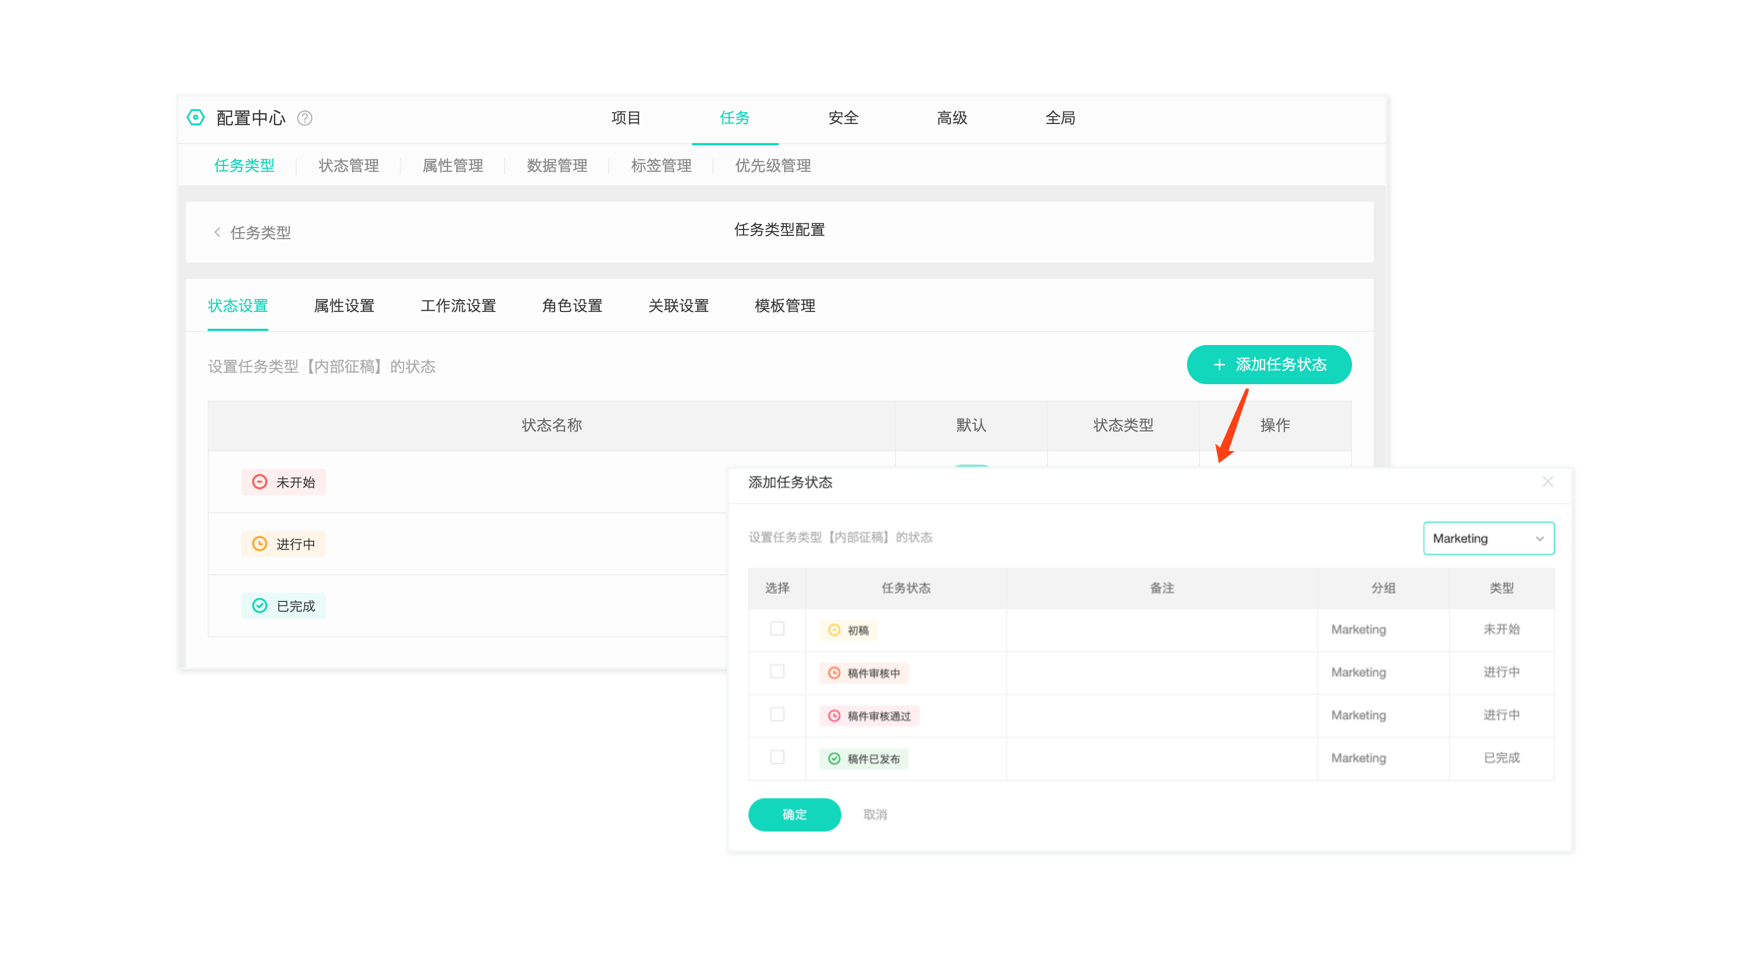 配置中心 项目 任务 安全 高级 全局
任务类型 状态管理 属性管理 数据管理 标签管理 优先级管理
任务类型 任务类型配置
状态设置 属性设置 工作流设置 角色设置 关联设置 模板管理
设置任务类型【内部征稿】的状态 + 添加任务状态
状态名称 默认 状态类型 操作
未开始
进行中
已完成
添加任务状态
设置任务类型【内部征稿】的状态 Marketing
选择 任务状态 备注 分组 类型
初稿 Marketing 未开始
稿件审核中 Marketing 进行中
稿件审核通过 Marketing 进行中
稿件已发布 Marketing 已完成
确定 取消